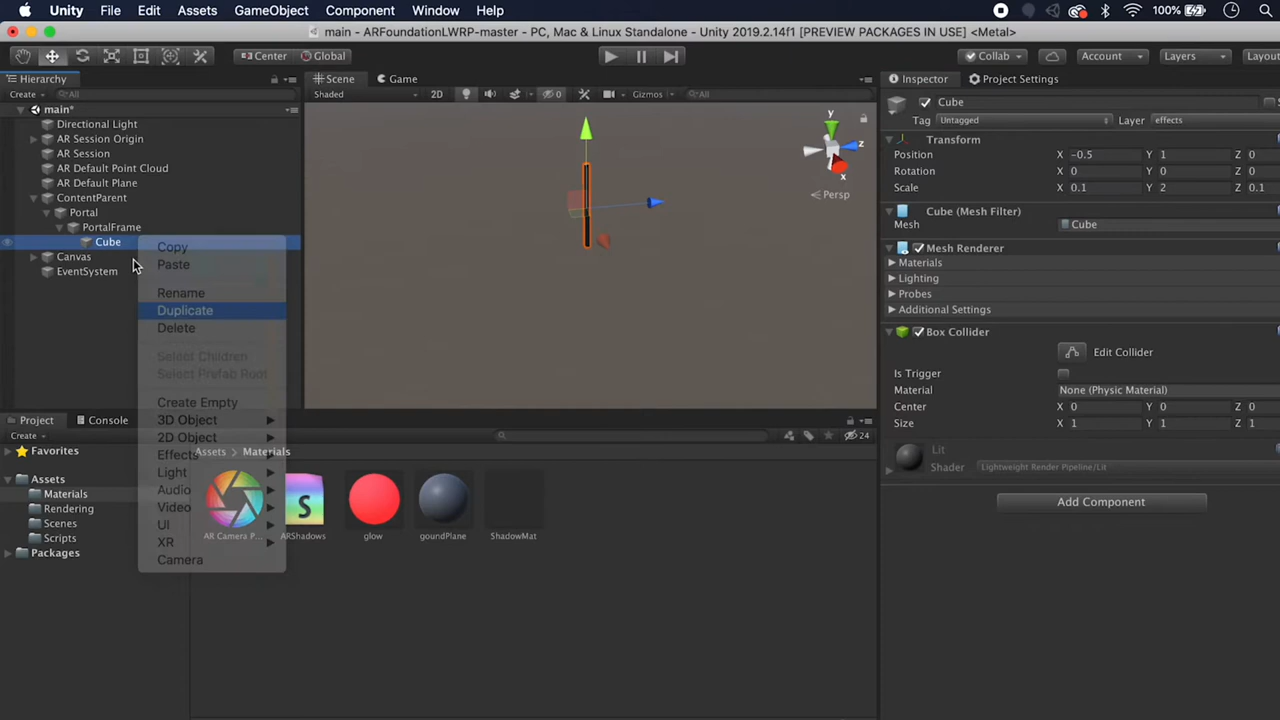 Unity File Edit Assets GameObject Component Window Help 100%
main - ARFoundationLWRP-master - PC, Mac & Linux Standalone - Unity 2019.2.14f1 [PREVIEW PACKAGES IN USE] <Metal>
Center Global Collab Account Layers Layou
Hierarchy Scene Game Inspector Project Settings
Create All Shaded 2D 0 Gizmos All Cube S
main*
Tag Untagged Layer effects
Directional Light
AR Session Origin
AR Session
AR Default Point Cloud
AR Default Plane
ContentParent
Portal
PortalFrame
Cube
Canvas
EventSystem
Copy
Paste
Rename
Duplicate
Delete
Select Children
Select Prefab Root
Create Empty
3D Object
2D Object
Effects
Light
Audio
Video
UI
XR
Camera
y
z
x
Persp
Transform
Position X -0.5 Y 1 Z 0
Rotation X 0 Y 0 Z 0
Scale X 0.1 Y 2 Z 0.1
Cube (Mesh Filter)
Mesh Cube
Mesh Renderer
Materials
Lighting
Probes
Additional Settings
Box Collider
Edit Collider
Is Trigger
Material None (Physic Material)
Center X 0 Y 0 Z 0
Size X 1 Y 1 Z 1
Lit
Shader Lightweight Render Pipeline/Lit
Add Component
Project Console
Create 24
Favorites
Assets
Materials
Rendering
Scenes
Scripts
Packages
Assets > Materials
S
AR Camera P... ARShadows glow goundPlane ShadowMat